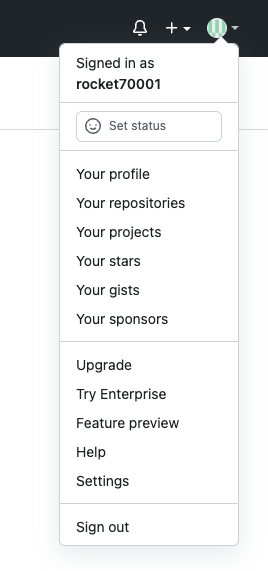 Signed in as
rocket70001
Set status
Your profile
Your repositories
Your projects
Your stars
Your gists
Your sponsors
Upgrade
Try Enterprise
Feature preview
Help
Settings
Sign out